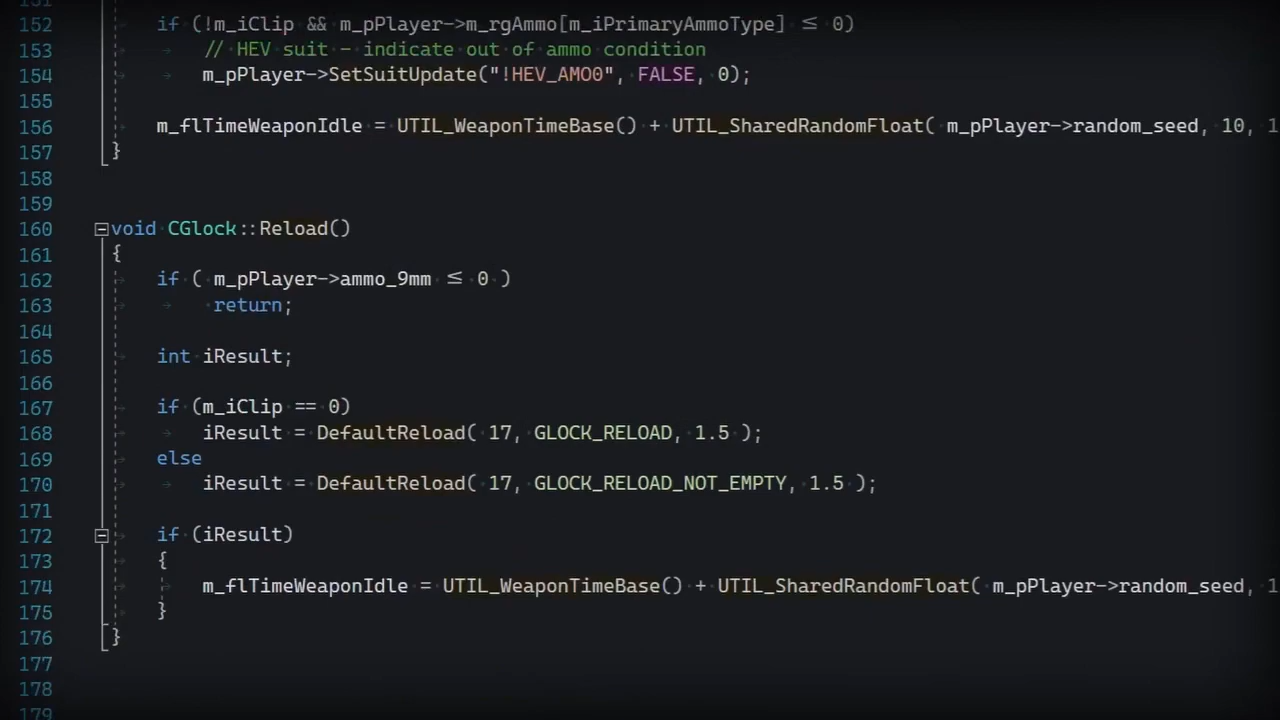 151
152 if (!m_iClip && m_pPlayer->m_rgAmmo[m_iPrimaryAmmoType] ≤ 0)
153 // HEV suit - indicate out of ammo condition
154 m_pPlayer->SetSuitUpdate("!HEV_AMO0", FALSE, 0);
155
156 m_flTimeWeaponIdle = UTIL_WeaponTimeBase() + UTIL_SharedRandomFloat( m_pPlayer->random_seed, 10, 1
157 }
158
159
160 void CGlock::Reload()
161 {
162 if ( m_pPlayer->ammo_9mm ≤ 0 )
163 return;
164
165 int iResult;
166
167 if (m_iClip == 0)
168 iResult = DefaultReload( 17, GLOCK_RELOAD, 1.5 );
169 else
170 iResult = DefaultReload( 17, GLOCK_RELOAD_NOT_EMPTY, 1.5 );
171
172 if (iResult)
173 {
174 m_flTimeWeaponIdle = UTIL_WeaponTimeBase() + UTIL_SharedRandomFloat( m_pPlayer->random_seed, 1
175 }
176 }
177
178
179